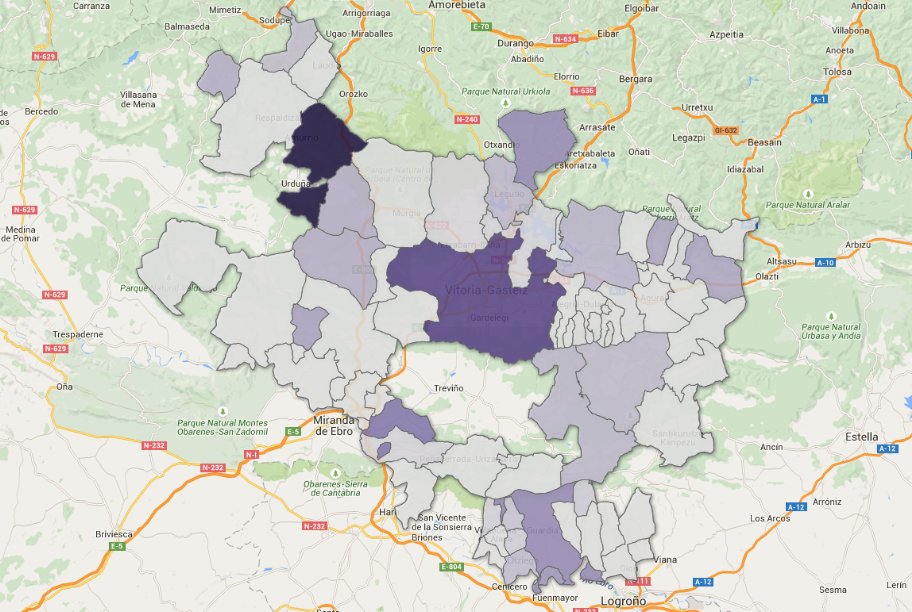 Carranza
Mimetiz
Sodupe
Arrigorriaga
Amorebieta
Elgoibar
Andoain
Balmaseda
Ugao-Miraballes
E-70
Durango
N-634
Eibar
Azpeitia
Villabona
N-629
Igorre
Abadiño
Anoeta
Laudio
Elorrio
Bergara
Tolosa
Villasana
de Mena
Orozko
Parque Natural Urkiola
N-636
A-1
Bercedo
Urretxu
Respaldiza
N-240
Arrasate
GI-632
Beasain
Otxandio
Legazpi
Aretxabaleta
Oñati
Eskoriatza
Idiazabal
Urduña
Legutio
Parque Natural Aralar
N-629
Murgia
Parque
Medina
de Pomar
Arbizu
Altsasu
A-10
Olazti
Vitoria-Gasteiz
N-629
Gardelegi
Parque Natural
Urbasa y Andia
Trespaderne
N-629
Oña
Treviño
Parque Natural Montes
Obarenes-San Zadornil
Miranda
de Ebro
E-5
Estella
N-232
N-I
Ancín
A-12
N-232
Obarenes-Sierra
de Cantabria
A-12
Arróniz
Los Arcos
N-232
San Vicente
de la Sonsierra
Briones
Briviesca
E-5
Viana
E-804
Cenicero
A-12
Fuenmayor
Logroño
Sesma
Lerín